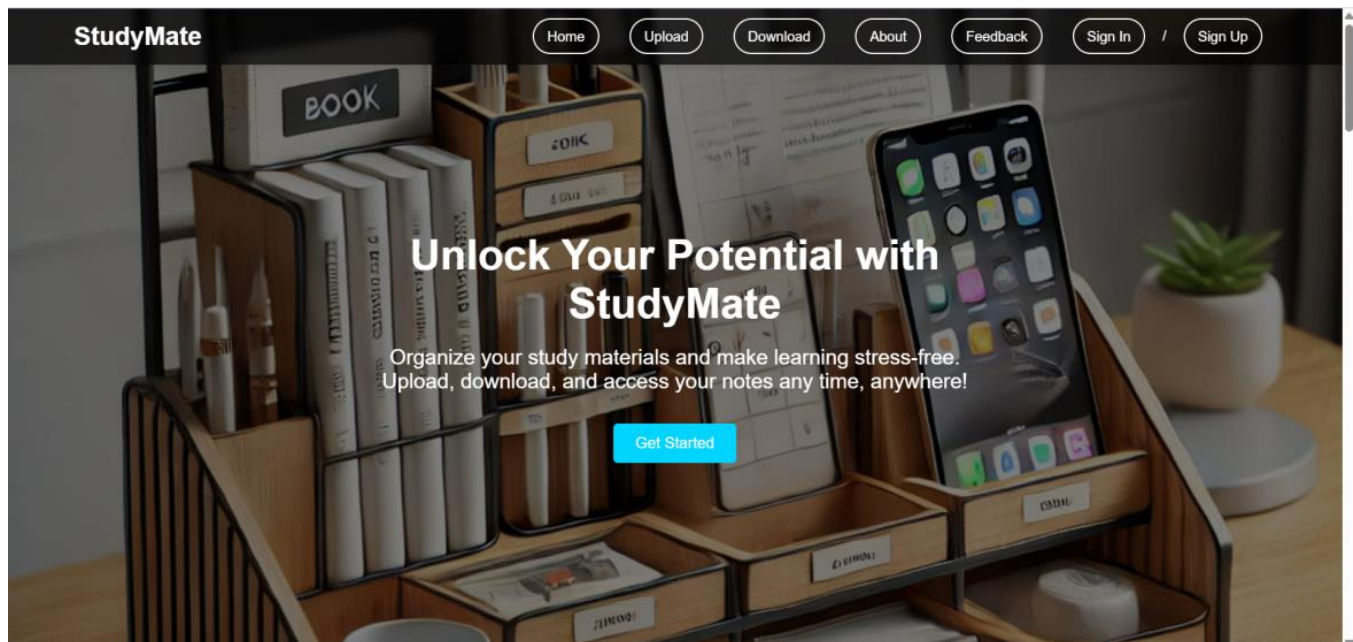 StudyMate
Home
Upload
Download
About
Feedback
Sign In
/
Sign Up
BOOK
Unlock Your Potential with
StudyMate
Organize your study materials and make learning stress-free.
Upload, download, and access your notes any time, anywhere!
Get Started